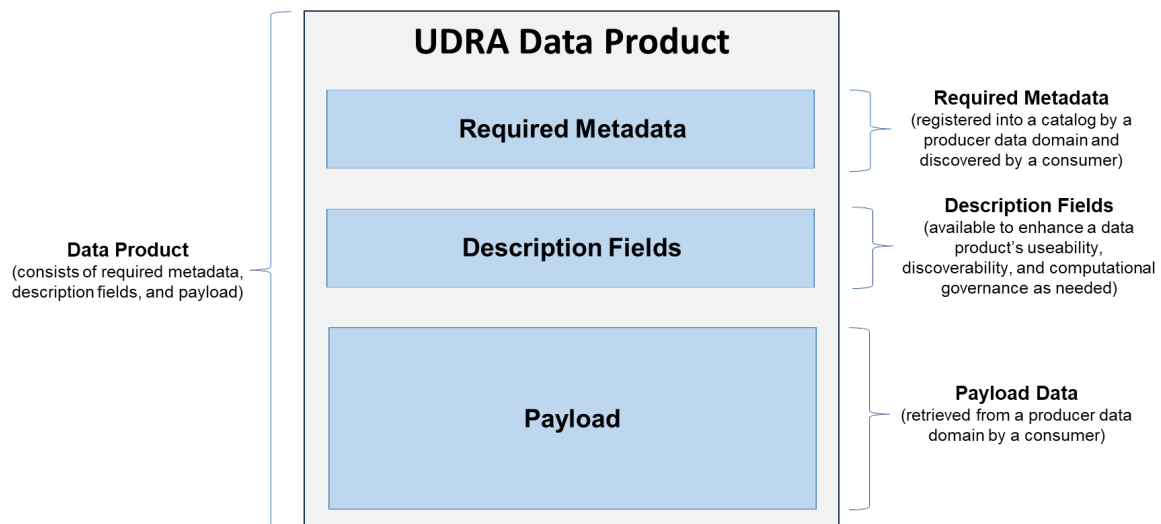 UDRA Data Product
Required Metadata
Description Fields
Payload
Data Product
(consists of required metadata,
description fields, and payload)
Required Metadata
(registered into a catalog by a
producer data domain and
discovered by a consumer)
Description Fields
(available to enhance a data
product's useability,
discoverability, and computational
governance as needed)
Payload Data
(retrieved from a producer data
domain by a consumer)